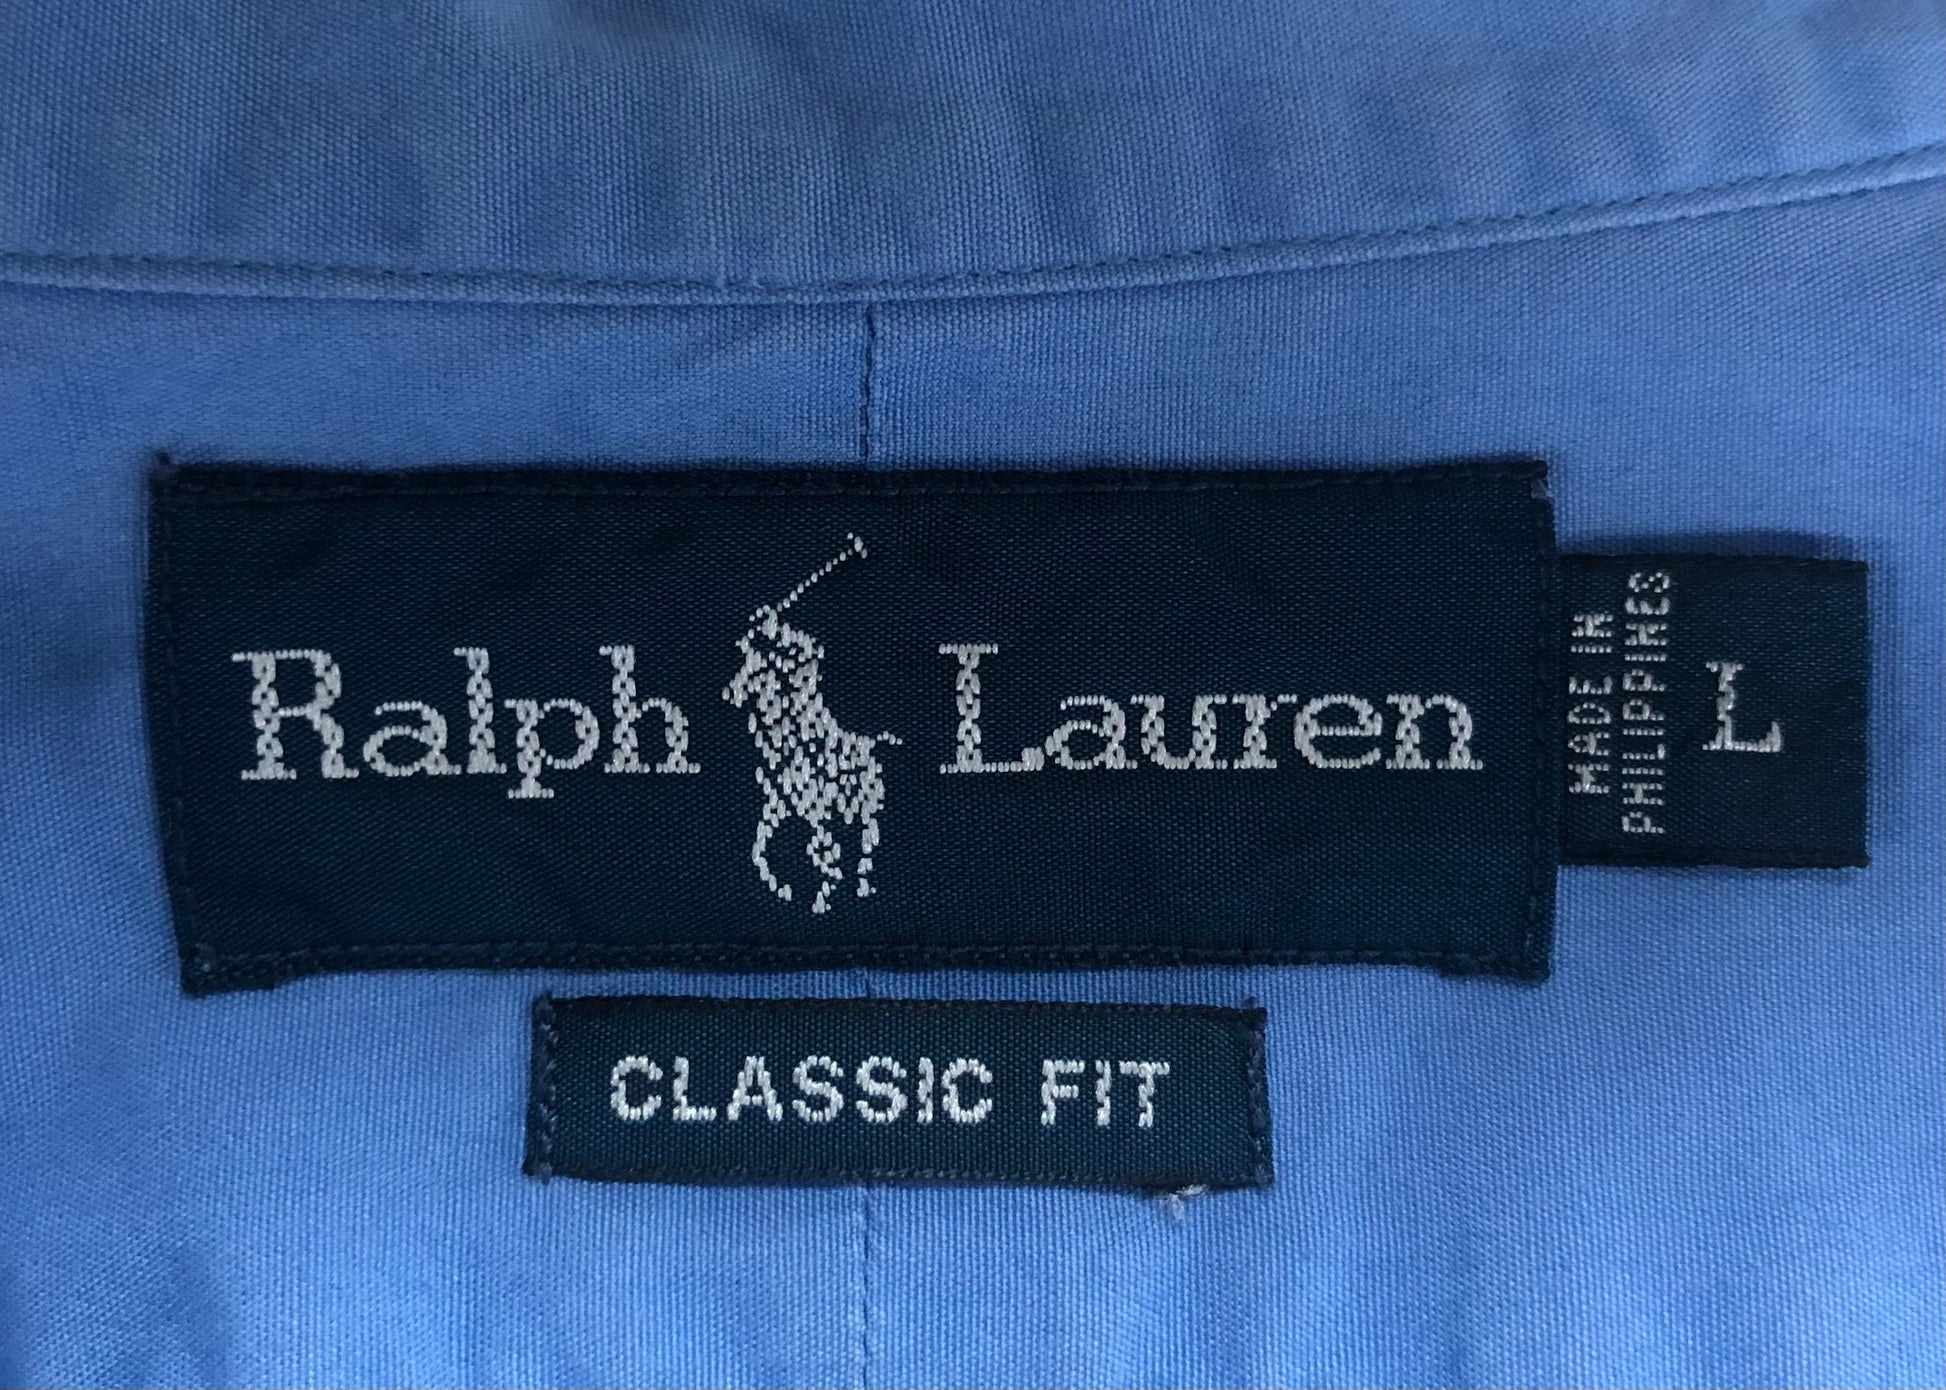 Ralph Lauren
MADE IN
PHILIPPINES
L
CLASSIC FIT